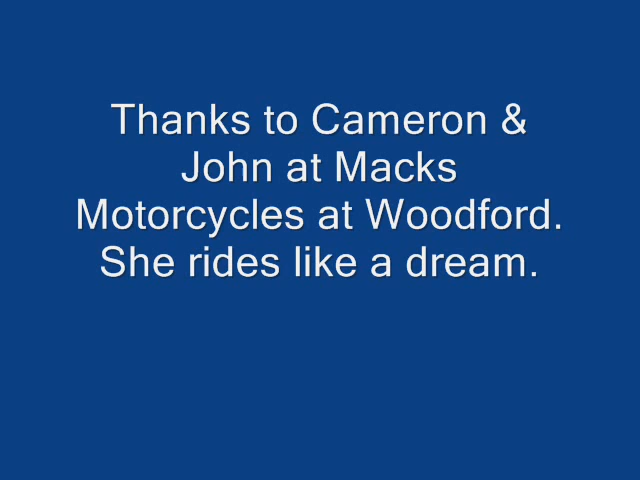 Thanks to Cameron &
John at Macks
Motorcycles at Woodford.
She rides like a dream.